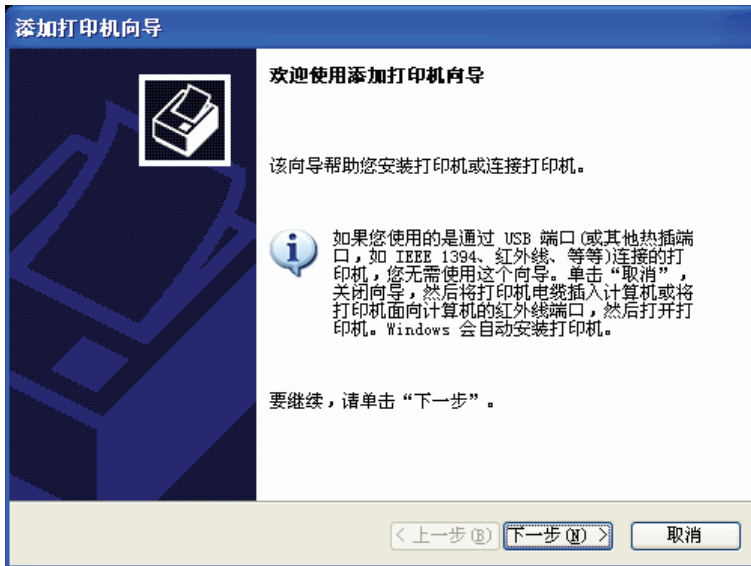 添加打印机向导
欢迎使用添加打印机向导
该向导帮助您安装打印机或连接打印机。
如果您使用的是通过 USB 端口(或其他热插端
口，如 IEEE 1394、红外线、等等)连接的打
印机，您无需使用这个向导。单击“取消”，
关闭向导，然后将打印机电缆插入计算机或将
打印机面向计算机的红外线端口，然后打开打
印机。Windows 会自动安装打印机。
要继续，请单击“下一步”。
< 上一步(B) 下一步(N) > 取消